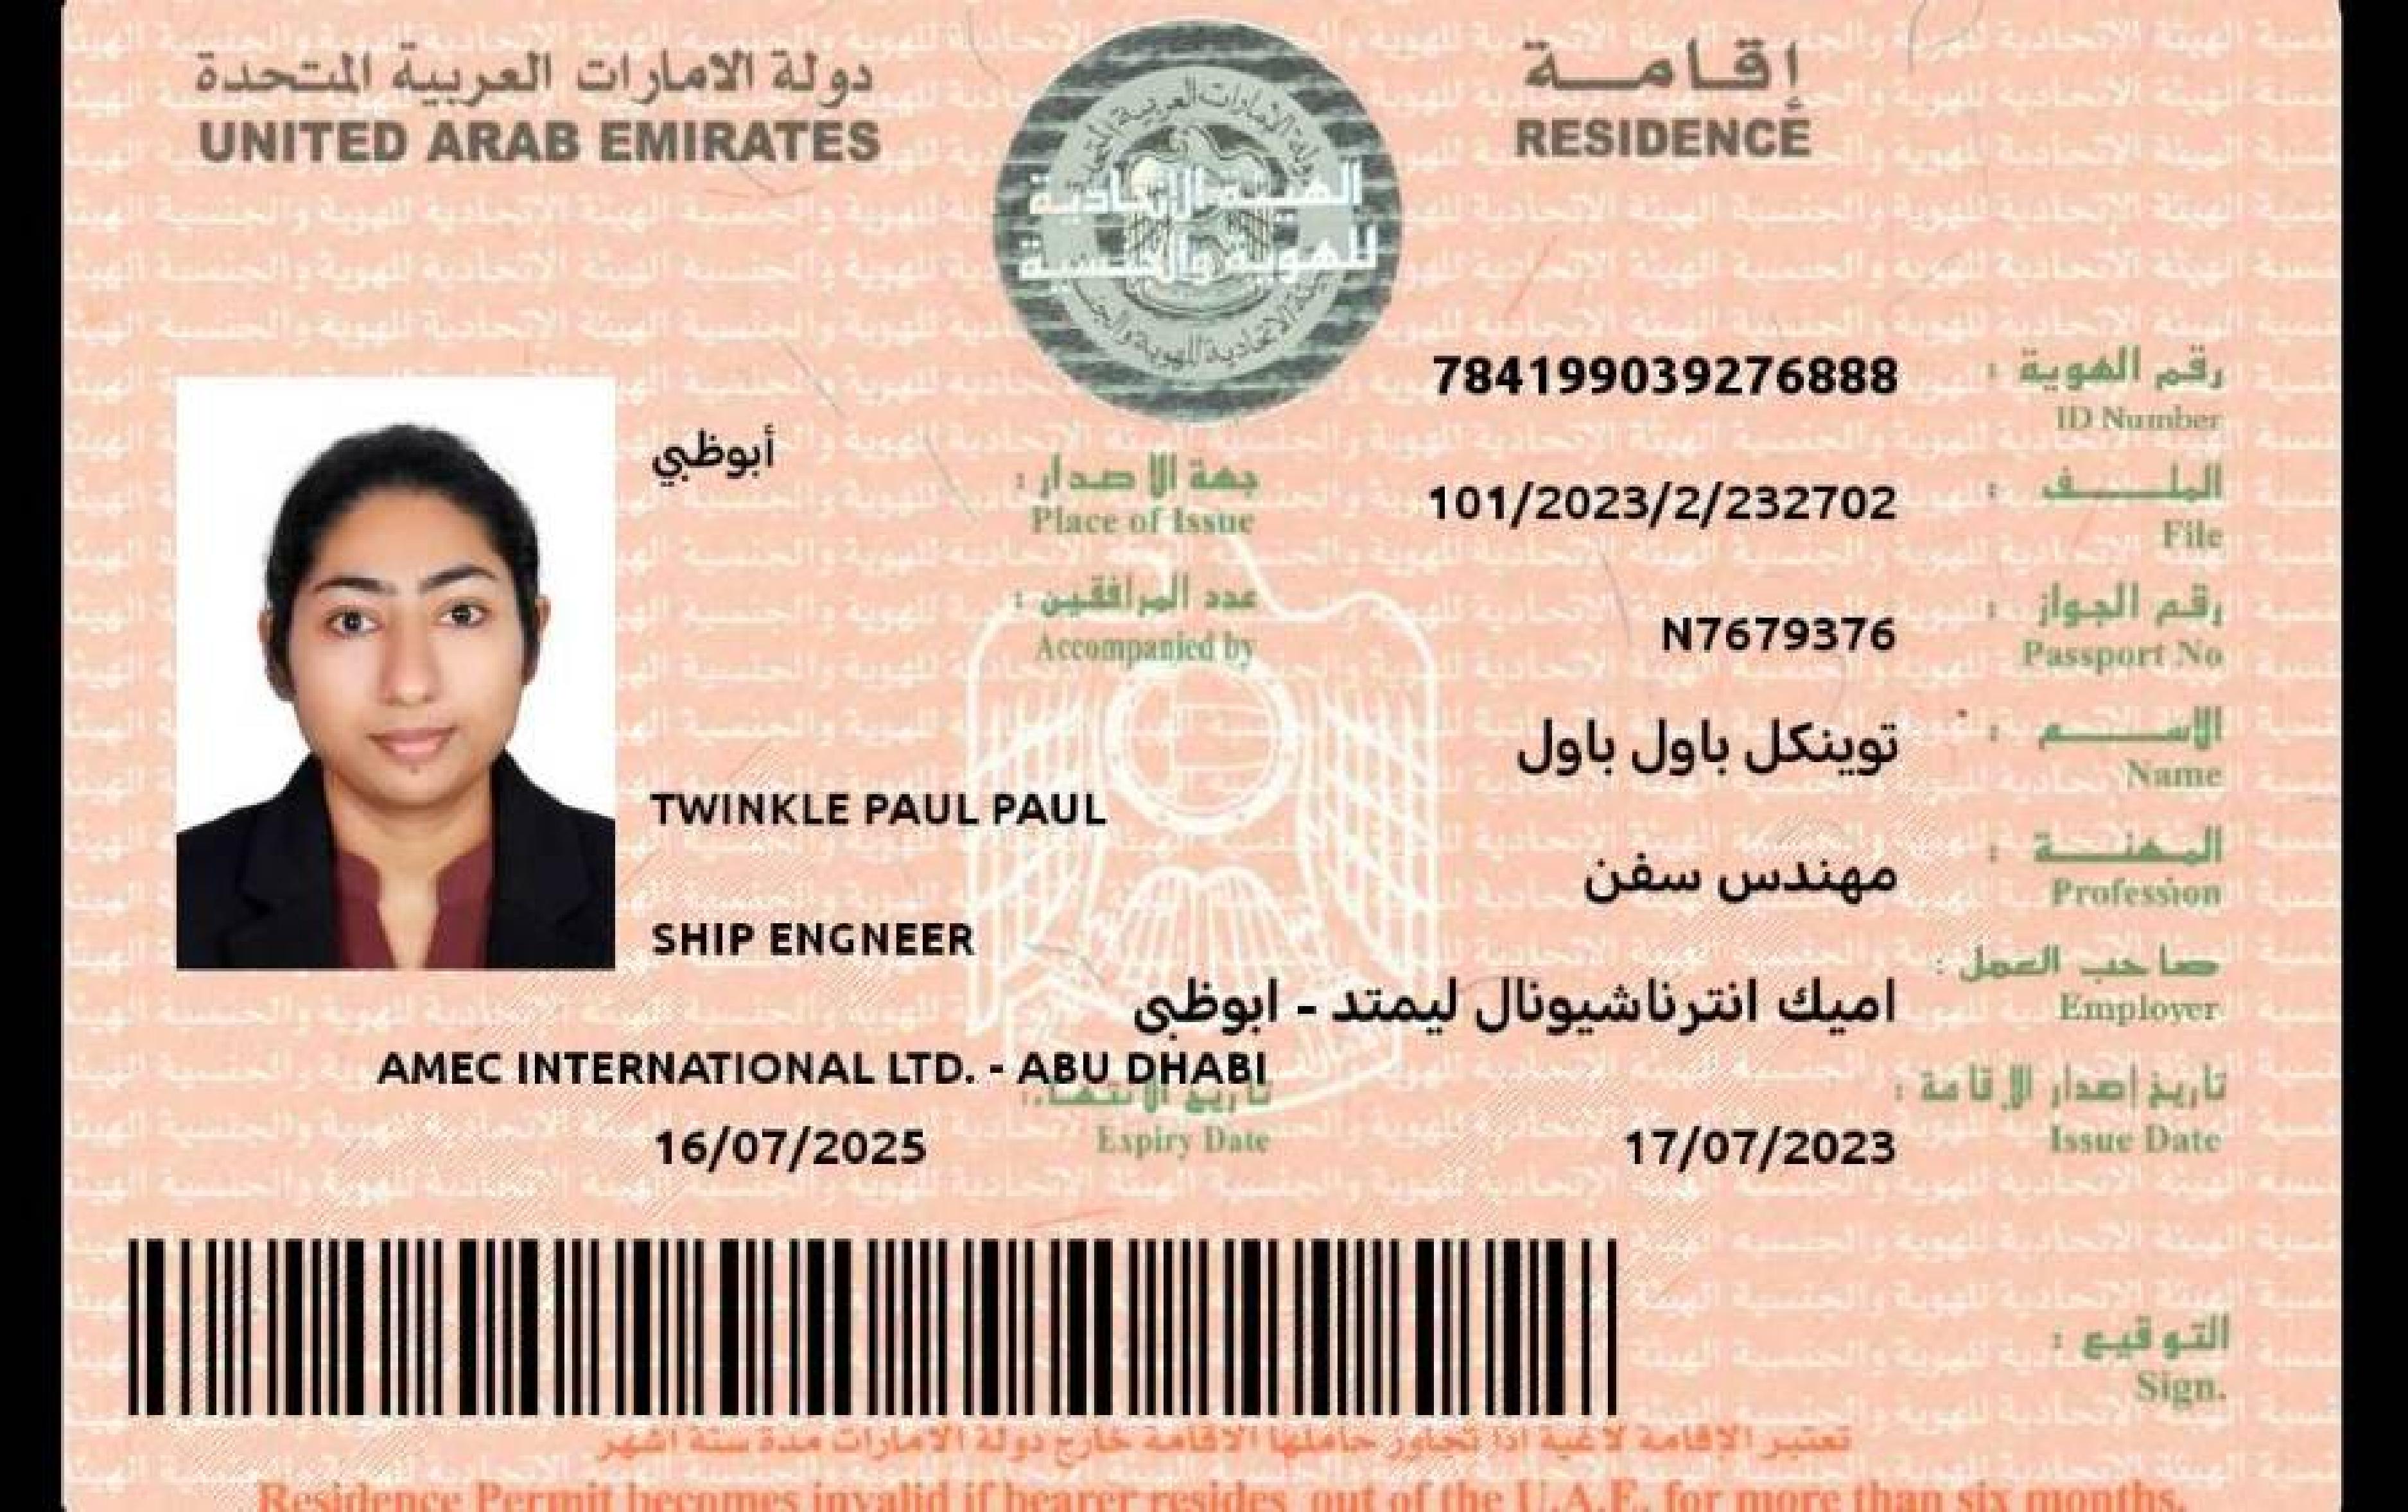 دولة الامارات العربية المتحدة
UNITED ARAB EMIRATES
إقامة
RESIDENCE
الهيئة الاتحادية
للهوية والجنسية
784199039276888
رقم الهوية :
ID Number
أبوظبي
جهة الاصدار :
Place of Issue
101/2023/2/232702
الملف :
File
عدد المرافقين :
Accompanied by
N7679376
رقم الجواز :
Passport No
توينكل باول باول
الاسم :
Name
TWINKLE PAUL PAUL
مهندس سفن
المهنة :
Profession
SHIP ENGNEER
اميك انترناشيونال ليمتد - ابوظبى
صاحب العمل :
Employer
AMEC INTERNATIONAL LTD. - ABU DHABI
تاريخ الانتهاء :
Expiry Date
16/07/2025
تاريخ إصدار الإقامة :
Issue Date
17/07/2023
التوقيع :
Sign.
تعتبر الإقامة لاغية اذا تجاوز حاملها الاقامة خارج دولة الامارات مدة ستة اشهر
Residence Permit becomes invalid if bearer resides out of the U.A.E. for more than six months.